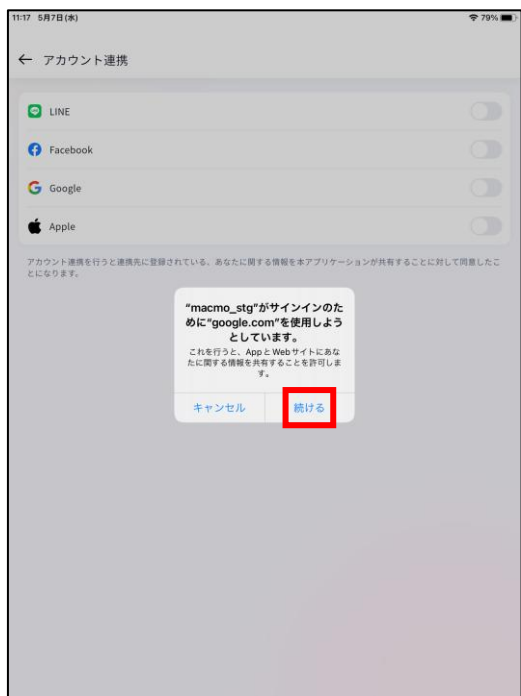 11:17 5月7日(水) 79%
← アカウント連携
LINE
Facebook
Google
Apple
アカウント連携を行うと連携先に登録されている、あなたに関する情報を本アプリケーションが共有することに対して同意したこ
とになります。
“macmo_stg”がサインインのた
めに“google.com”を使用しよう
としています。
これを行うと、AppとWebサイトにあな
たに関する情報を共有することを許可しま
す。
キャンセル 続ける